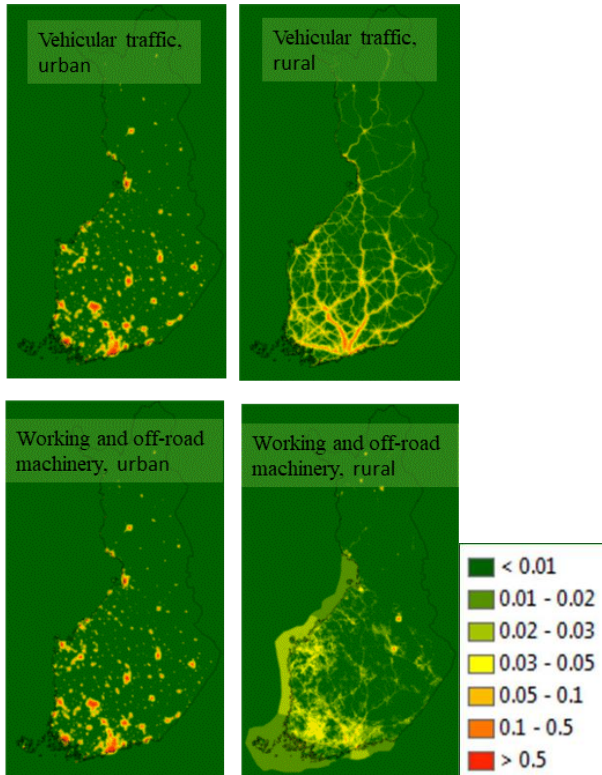 Vehicular traffic,
urban
Vehicular traffic,
rural
Working and off-road
machinery, urban
Working and off-road
machinery, rural
< 0.01
0.01 - 0.02
0.02 - 0.03
0.03 - 0.05
0.05 - 0.1
0.1 - 0.5
> 0.5